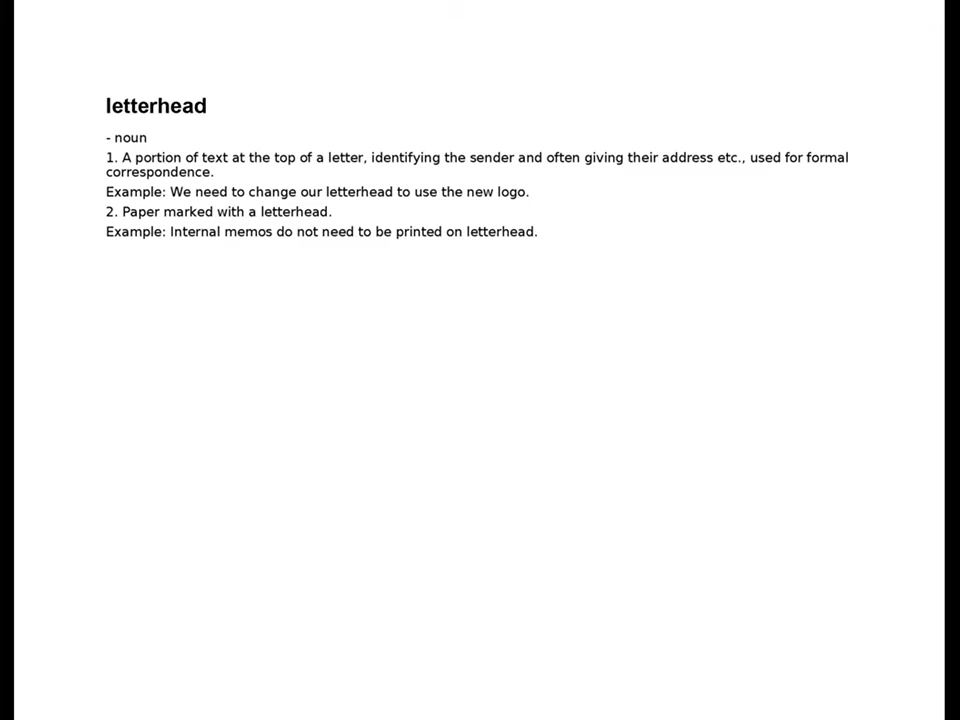 letterhead
- noun
1. A portion of text at the top of a letter, identifying the sender and often giving their address etc., used for formal
correspondence.
Example: We need to change our letterhead to use the new logo.
2. Paper marked with a letterhead.
Example: Internal memos do not need to be printed on letterhead.